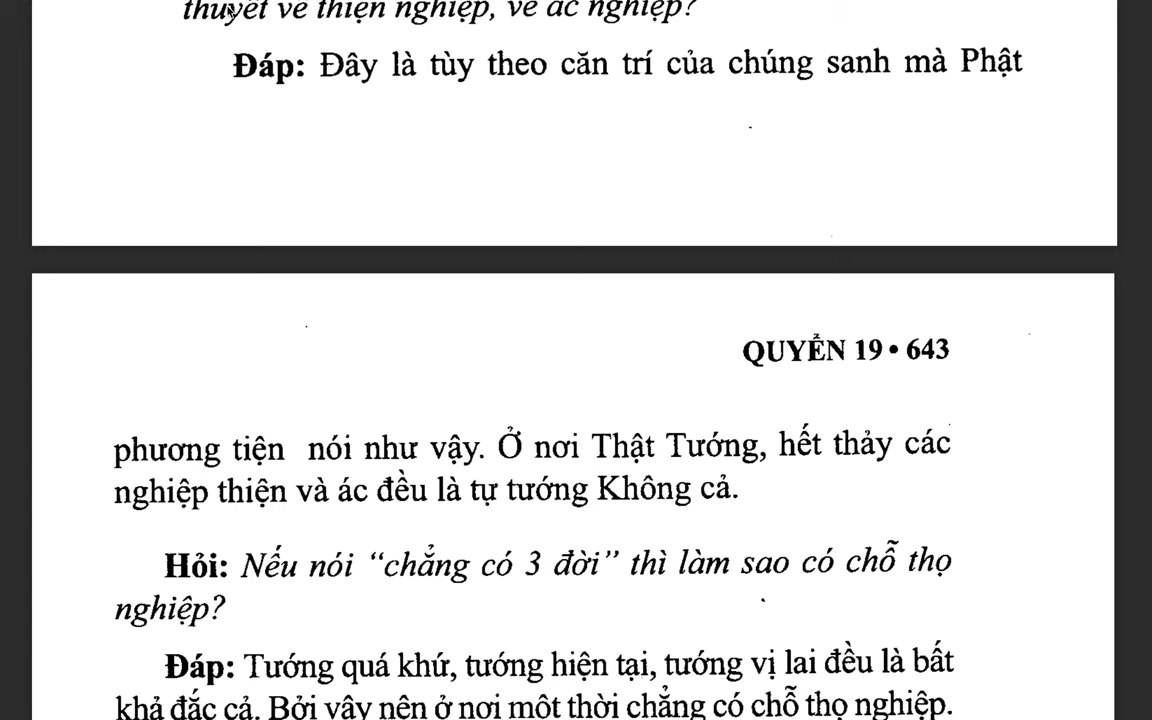 thuyết về thiện nghiệp, về ác nghiệp?
Đáp: Đây là tùy theo căn trí của chúng sanh mà Phật
QUYỂN 19 • 643
phương tiện nói như vậy. Ở nơi Thật Tướng, hết thảy các
nghiệp thiện và ác đều là tự tướng Không cả.
Hỏi: Nếu nói “chẳng có 3 đời” thì làm sao có chỗ thọ
nghiệp?
Đáp: Tướng quá khứ, tướng hiện tại, tướng vị lai đều là bất
khả đắc cả. Bởi vậy nên ở nơi một thời chẳng có chỗ thọ nghiệp.